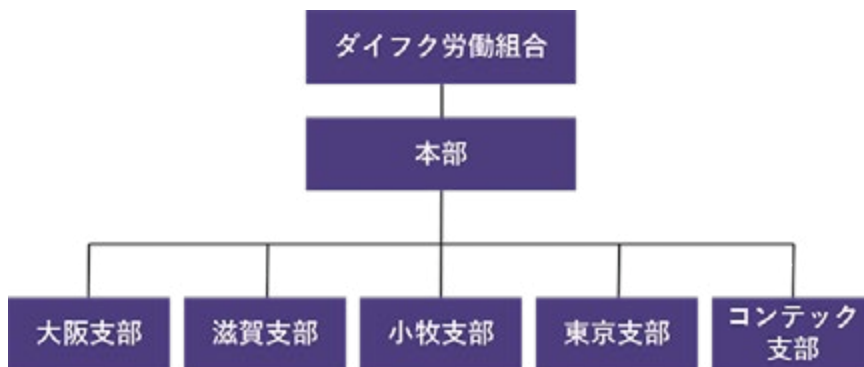 ダイフク労働組合
本部
大阪支部
滋賀支部
小牧支部
東京支部
コンテック
支部